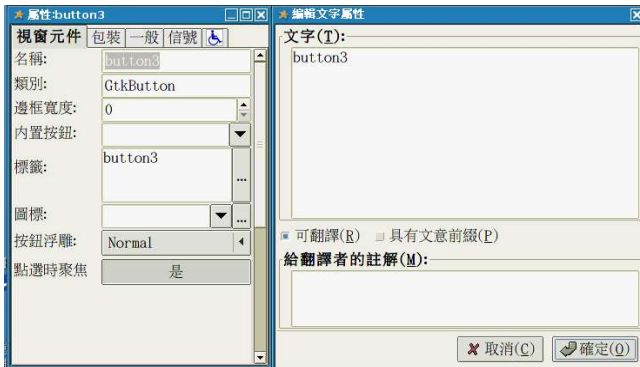 屬性:button3
視窗元件 包裝 一般 信號
名稱: button3
類別: GtkButton
邊框寬度: 0
內置按鈕:
標籤: button3
...
圖標: ...
按鈕浮雕: Normal
點選時聚焦 是
編輯文字屬性
文字(T):
button3
可翻譯(R) 具有文意前綴(P)
給翻譯者的註解(M):
取消(C) 確定(O)